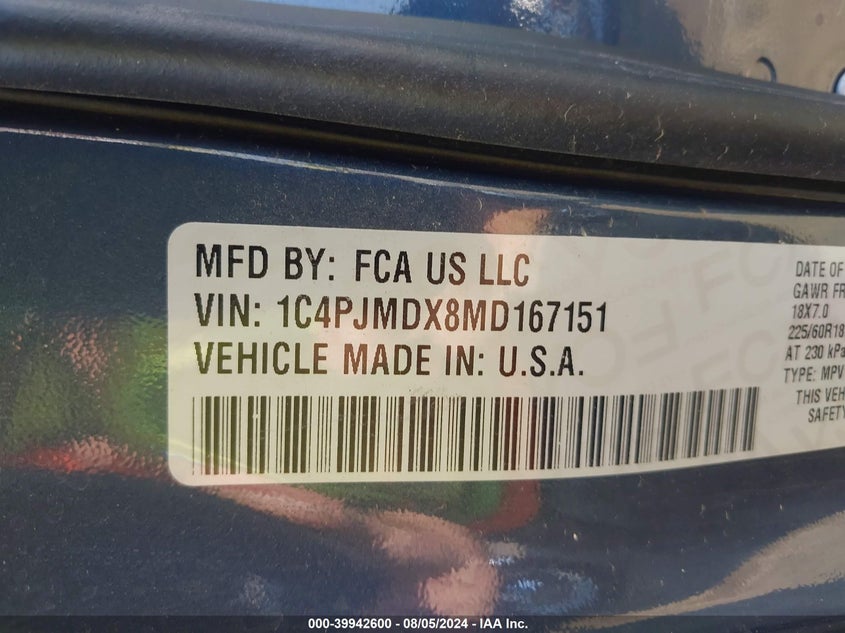 MFD BY: FCA US LLC
VIN: 1C4PJMDX8MD167151
VEHICLE MADE IN: U.S.A.
DATE OF
GAWR FR
18X7.0
225/60R18
AT 230 kPa
TYPE: MPV
THIS VEH
SAFETY
000-39942600 - 08/05/2024 - IAA Inc.